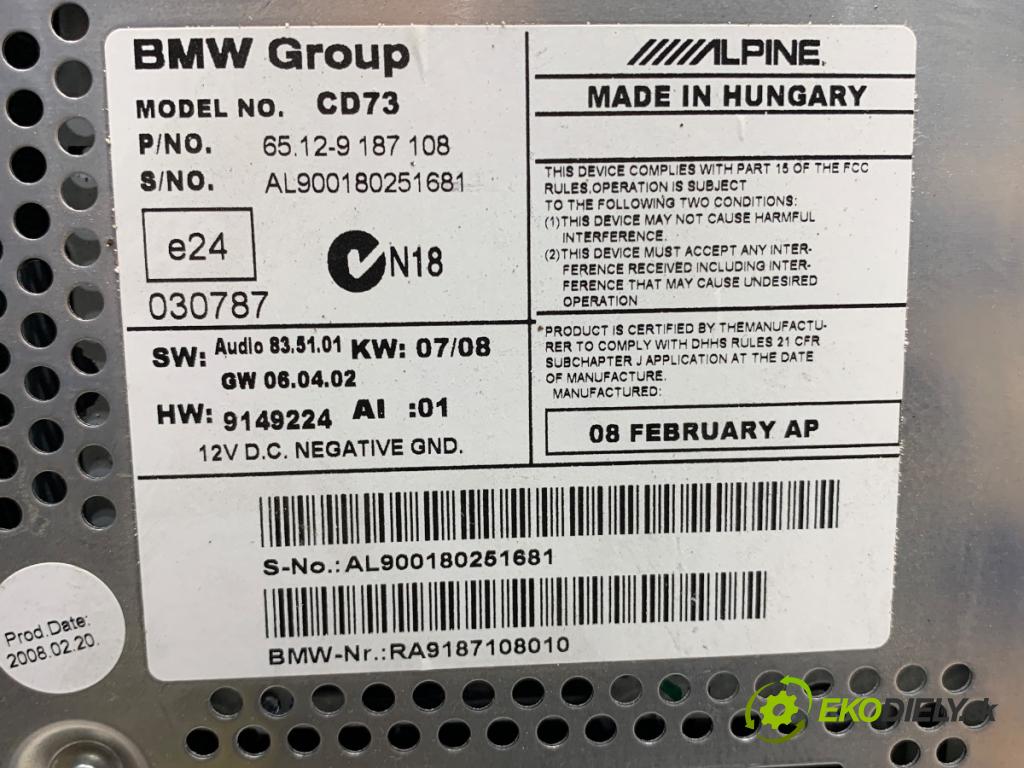 BMW Group
MODEL NO. CD73
P/NO. 65.12-9 187 108
S/NO. AL900180251681
e24
030787
N18
SW: Audio 83.51.01 KW: 07/08
GW 06.04.02
HW: 9149224 AI :01
12V D.C. NEGATIVE GND.
ALPINE
MADE IN HUNGARY
THIS DEVICE COMPLIES WITH PART 15 OF THE FCC
RULES,OPERATION IS SUBJECT
TO THE FOLLOWING TWO CONDITIONS:
(1)THIS DEVICE MAY NOT CAUSE HARMFUL
INTERFERENCE.
(2)THIS DEVICE MUST ACCEPT ANY INTER-
FERENCE RECEIVED INCLUDING INTER-
FERENCE THAT MAY CAUSE UNDESIRED
OPERATION
PRODUCT IS CERTIFIED BY THEMANUFACTU-
RER TO COMPLY WITH DHHS RULES 21 CFR
SUBCHAPTER J APPLICATION AT THE DATE
OF MANUFACTURE.
MANUFACTURED:
08 FEBRUARY AP
S-No.:AL900180251681
BMW-Nr.:RA9187108010
Prod.Date:
2008.02.20.
EKODIELY.sk